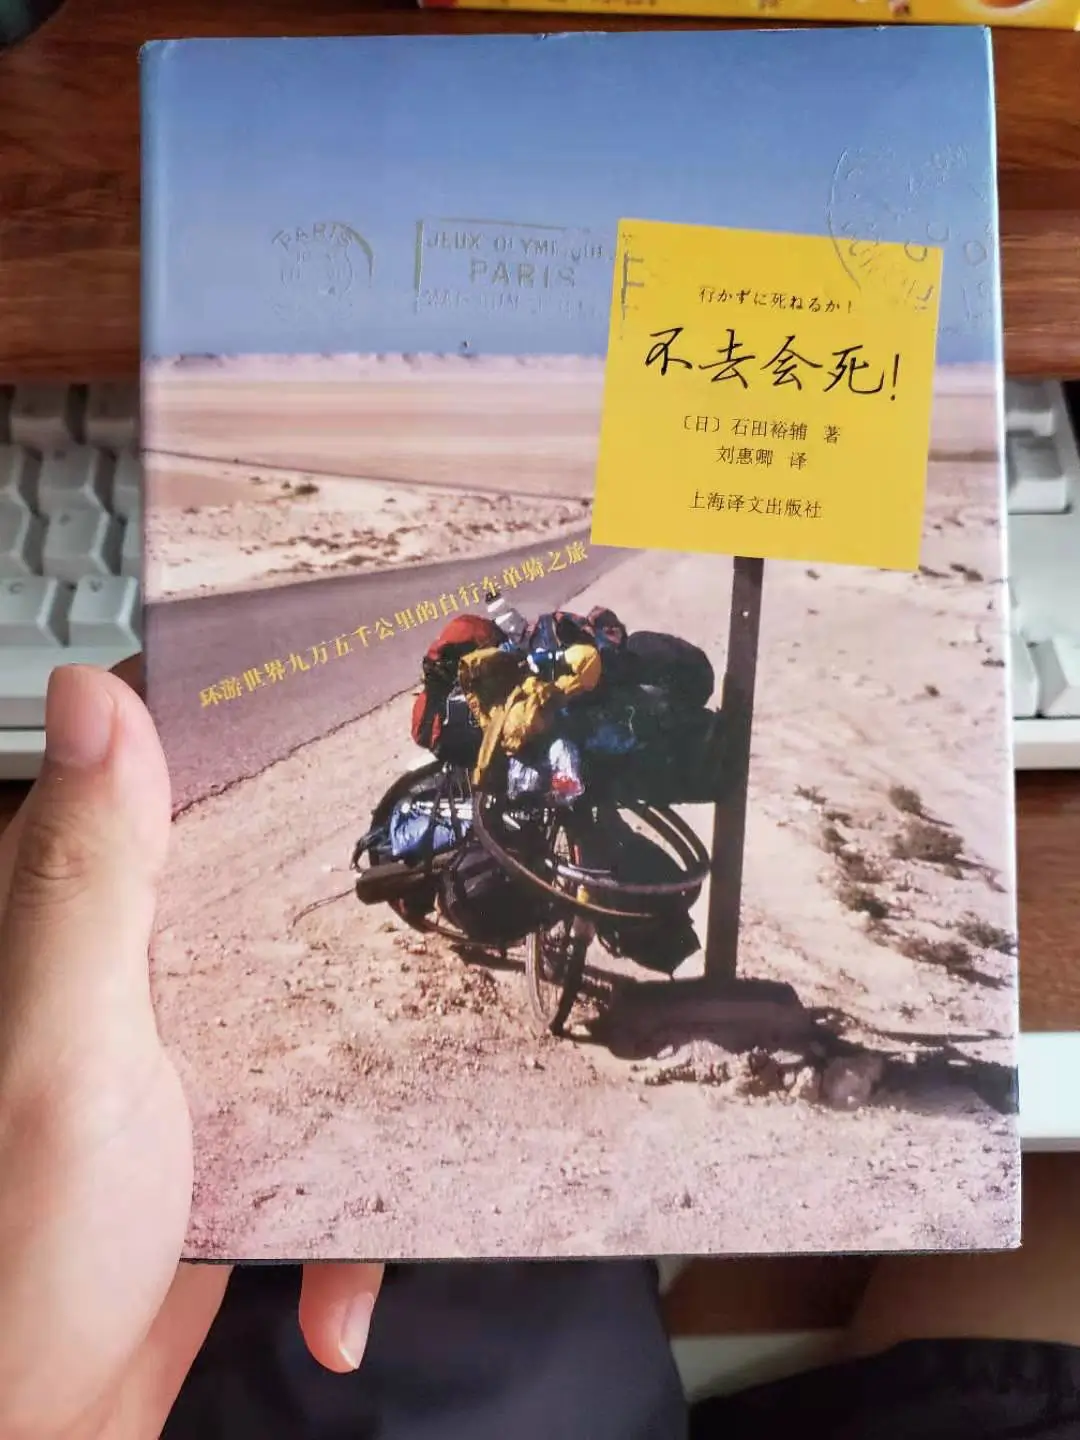 PARIS
JEUX OLYMPIQUES
PARIS
行かずに死ねるか!
不去会死!
〔日〕石田裕辅 著
刘惠卿 译
上海译文出版社
环游世界九万五千公里的自行车单骑之旅